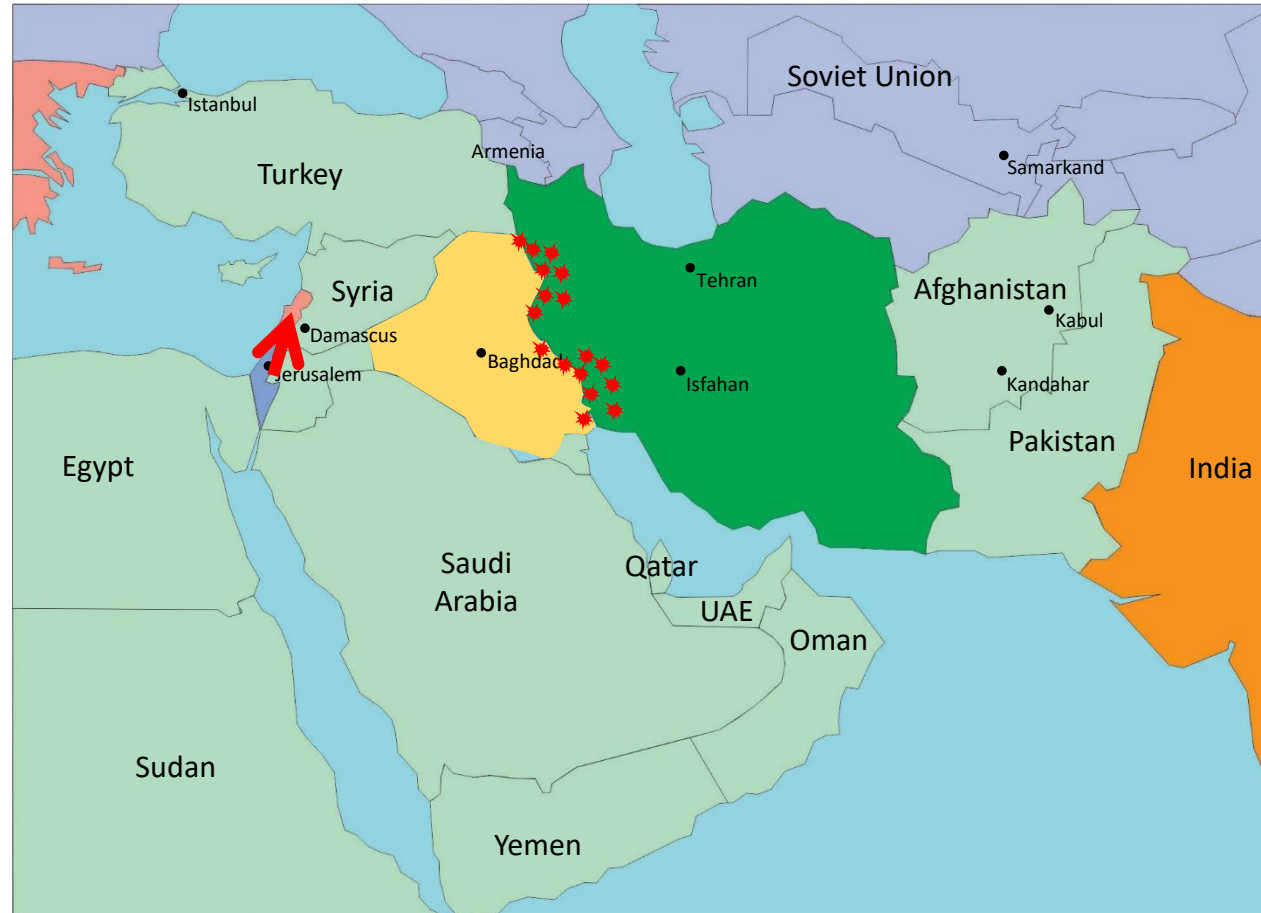 Soviet Union
Istanbul
Armenia
Samarkand
Turkey
Tehran
Syria
Afghanistan
Kabul
Damascus
Baghdad
Jerusalem
Isfahan
Kandahar
Pakistan
Egypt
India
Saudi
Arabia
Qatar
UAE
Oman
Sudan
Yemen